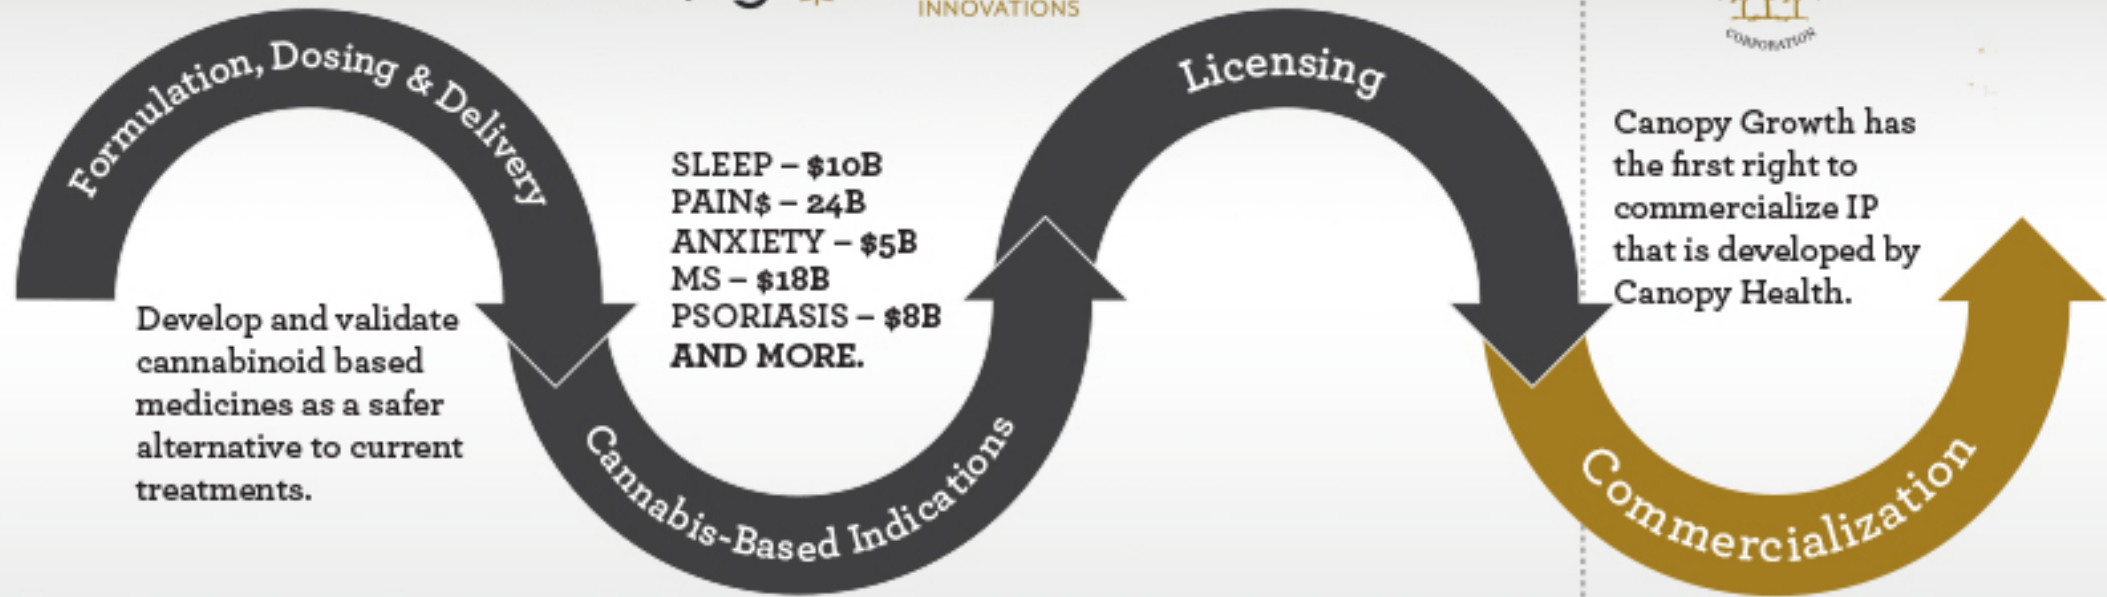 INNOVATIONS
CORPORATION
Formulation, Dosing & Delivery
Develop and validate
cannabinoid based
medicines as a safer
alternative to current
treatments.
SLEEP – $10B
PAIN$ – 24B
ANXIETY – $5B
MS – $18B
PSORIASIS – $8B
AND MORE.
Cannabis-Based Indications
Licensing
Canopy Growth has
the first right to
commercialize IP
that is developed by
Canopy Health.
Commercialization